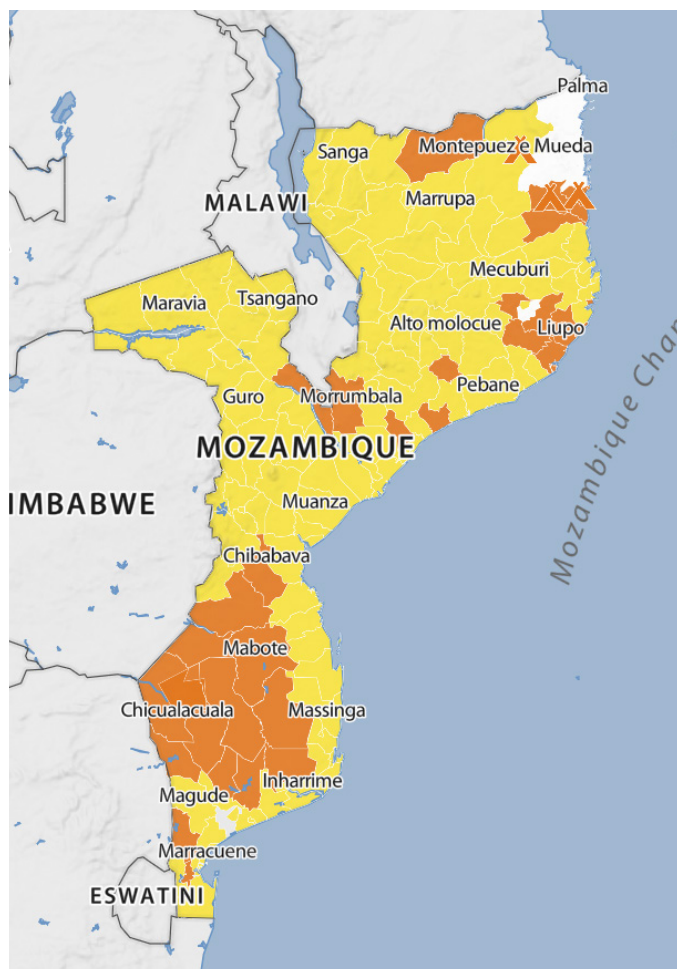 Palma
Sanga
Montepueze Mueda
MALAWI
Marrupa
Mecuburi
Maravia
Tsangano
Alto molocue
Liupo
Guro
Morrumbala
Pebane
MOZAMBIQUE
Mozambique Chan
IMBABWE
Muanza
Chibabava
Mabote
Chicualacuala
Massinga
Inharrime
Magude
Marracuene
ESWATINI